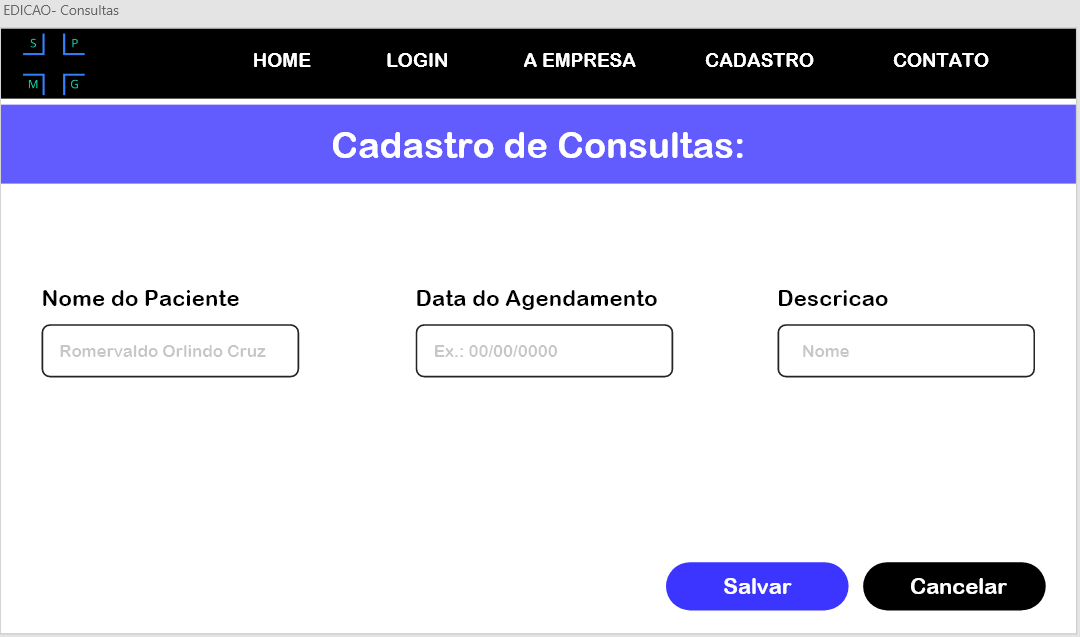 EDICAO- Consultas
S P
M G
HOME LOGIN A EMPRESA CADASTRO CONTATO
Cadastro de Consultas:
Nome do Paciente Data do Agendamento Descricao
Romervaldo Orlindo Cruz Ex.: 00/00/0000 Nome
Salvar Cancelar